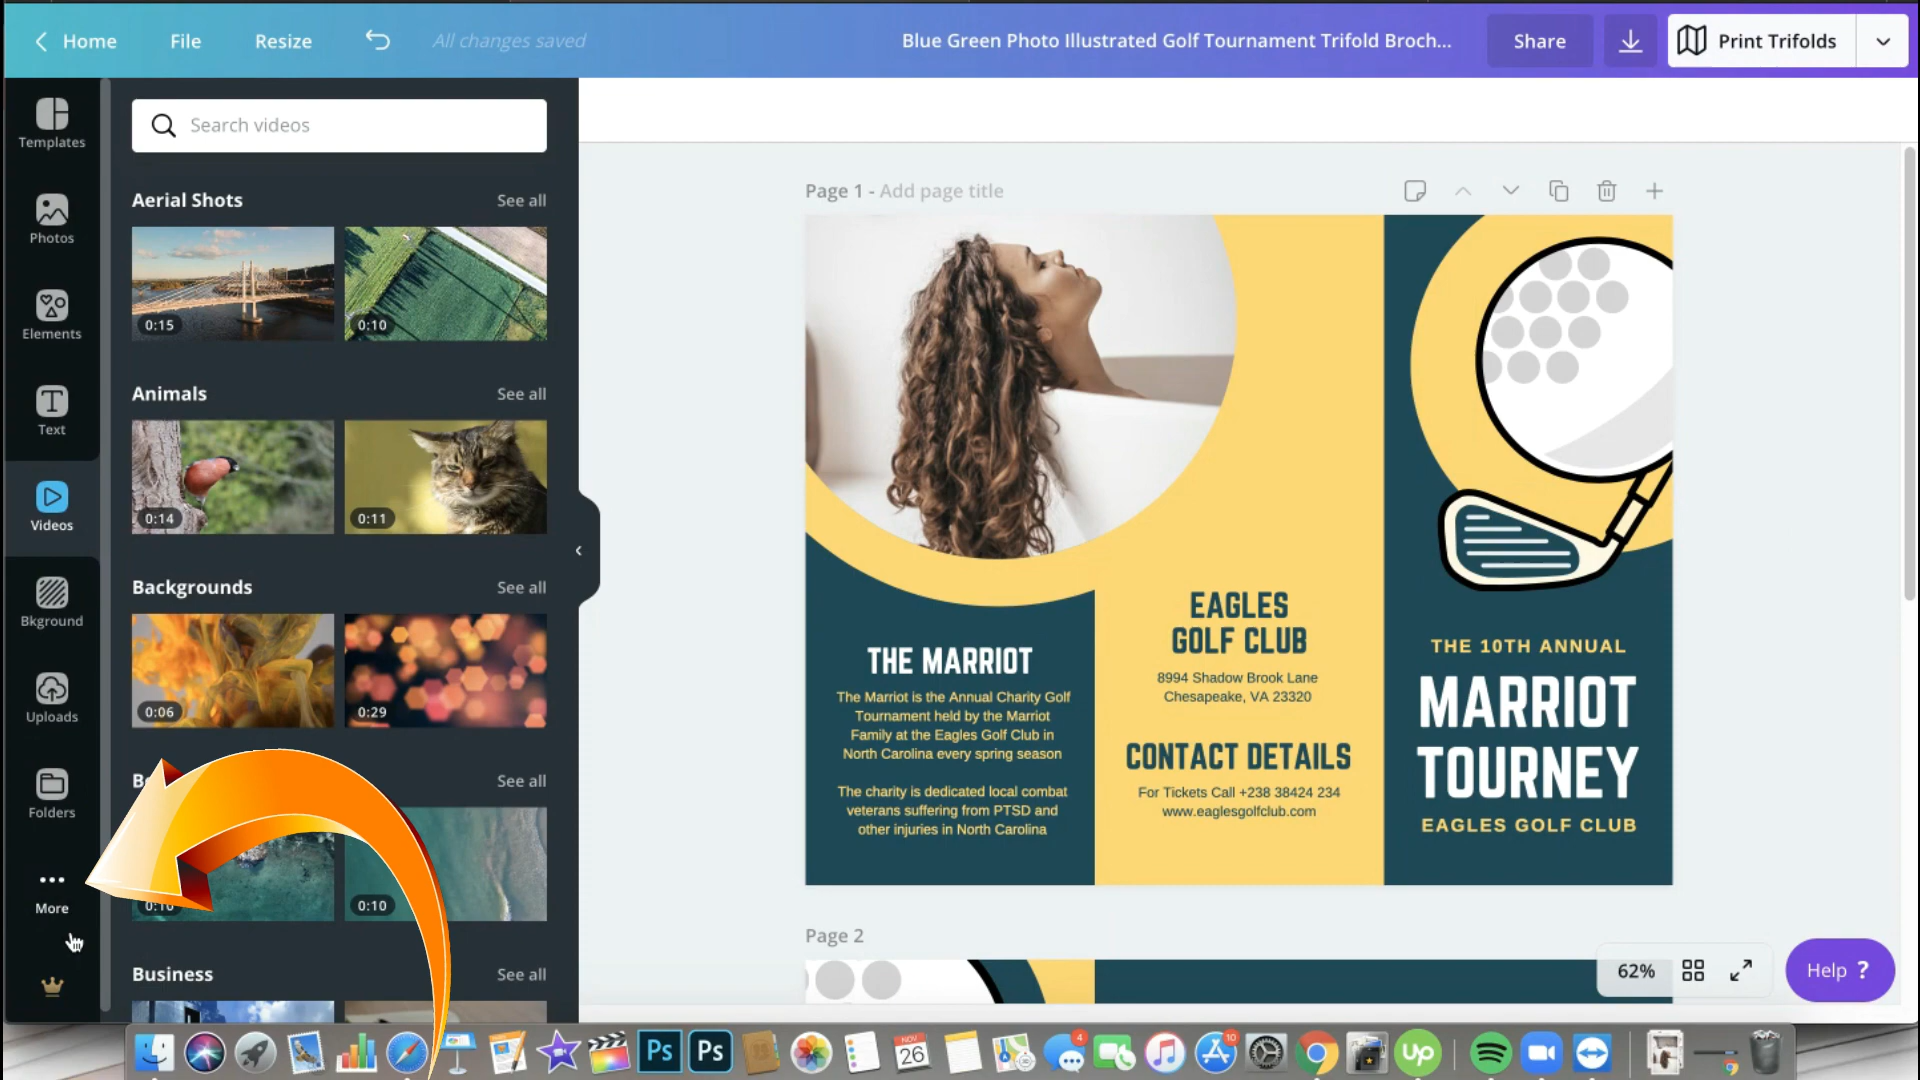 Home
File
Resize
All changes saved
Blue Green Photo Illustrated Golf Tournament Trifold Broch...
Share
Print Trifolds
Templates
Photos
Elements
Text
Videos
Bkground
Uploads
Folders
More
Search videos
Aerial Shots
See all
0:15
0:10
Animals
See all
0:14
0:11
Backgrounds
See all
0:06
0:29
See all
0:10
0:10
Business
See all
Page 1 - Add page title
THE MARRIOT
The Marriot is the Annual Charity Golf
Tournament held by the Marriot
Family at the Eagles Golf Club in
North Carolina every spring season
The charity is dedicated local combat
veterans suffering from PTSD and
other injuries in North Carolina
EAGLES
GOLF CLUB
8994 Shadow Brook Lane
Chesapeake, VA 23320
CONTACT DETAILS
For Tickets Call +238 38424 234
www.eaglesgolfclub.com
THE 10TH ANNUAL
MARRIOT
TOURNEY
EAGLES GOLF CLUB
Page 2
62%
Help ?
Ps
Ps
NOV
26
4
10
Up